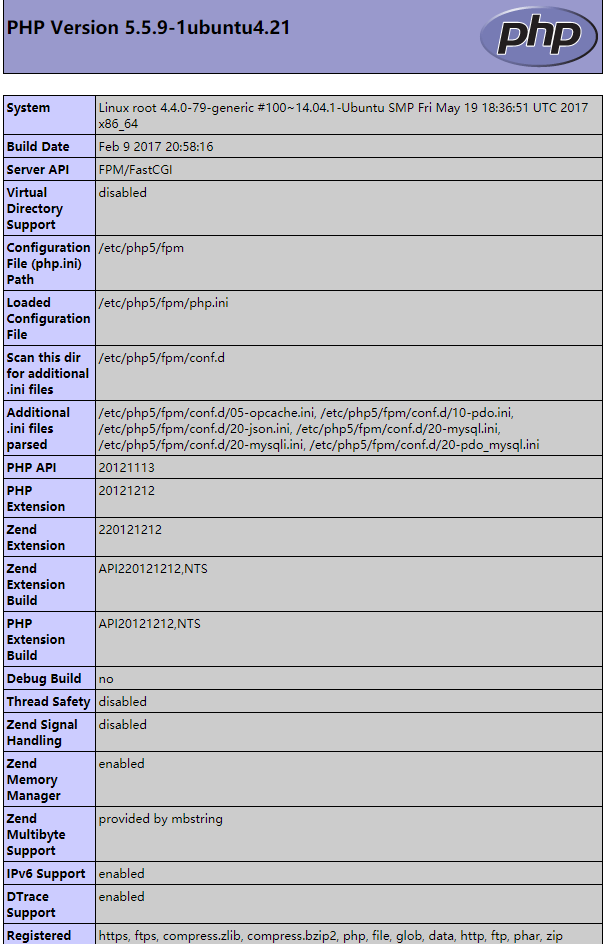 PHP Version 5.5.9-1ubuntu4.21
php
System
Linux root 4.4.0-79-generic #100~14.04.1-Ubuntu SMP Fri May 19 18:36:51 UTC 2017
x86_64
Build Date
Feb 9 2017 20:58:16
Server API
FPM/FastCGI
Virtual
Directory
Support
disabled
Configuration
File (php.ini)
Path
/etc/php5/fpm
Loaded
Configuration
File
/etc/php5/fpm/php.ini
Scan this dir
for additional
.ini files
/etc/php5/fpm/conf.d
Additional
.ini files
parsed
/etc/php5/fpm/conf.d/05-opcache.ini, /etc/php5/fpm/conf.d/10-pdo.ini,
/etc/php5/fpm/conf.d/20-json.ini, /etc/php5/fpm/conf.d/20-mysql.ini,
/etc/php5/fpm/conf.d/20-mysqli.ini, /etc/php5/fpm/conf.d/20-pdo_mysql.ini
PHP API
20121113
PHP
Extension
20121212
Zend
Extension
220121212
Zend
Extension
Build
API220121212,NTS
PHP
Extension
Build
API20121212,NTS
Debug Build
no
Thread Safety
disabled
Zend Signal
Handling
disabled
Zend
Memory
Manager
enabled
Zend
Multibyte
Support
provided by mbstring
IPv6 Support
enabled
DTrace
Support
enabled
Registered
https, ftps, compress.zlib, compress.bzip2, php, file, glob, data, http, ftp, phar, zip